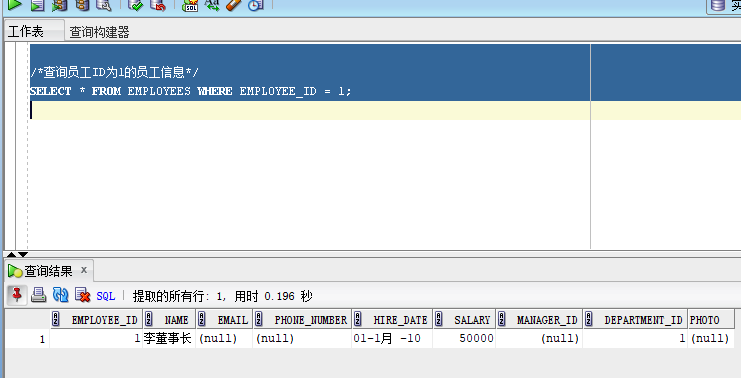 工作表 查询构建器
/*查询员工ID为1的员工信息*/
SELECT * FROM EMPLOYEES WHERE EMPLOYEE_ID = 1;
查询结果 x
SQL | 提取的所有行: 1, 用时 0.196 秒
EMPLOYEE_ID NAME EMAIL PHONE_NUMBER HIRE_DATE SALARY MANAGER_ID DEPARTMENT_ID PHOTO
1 1 李董事长 (null) (null) 01-1月 -10 50000 (null) 1 (null)